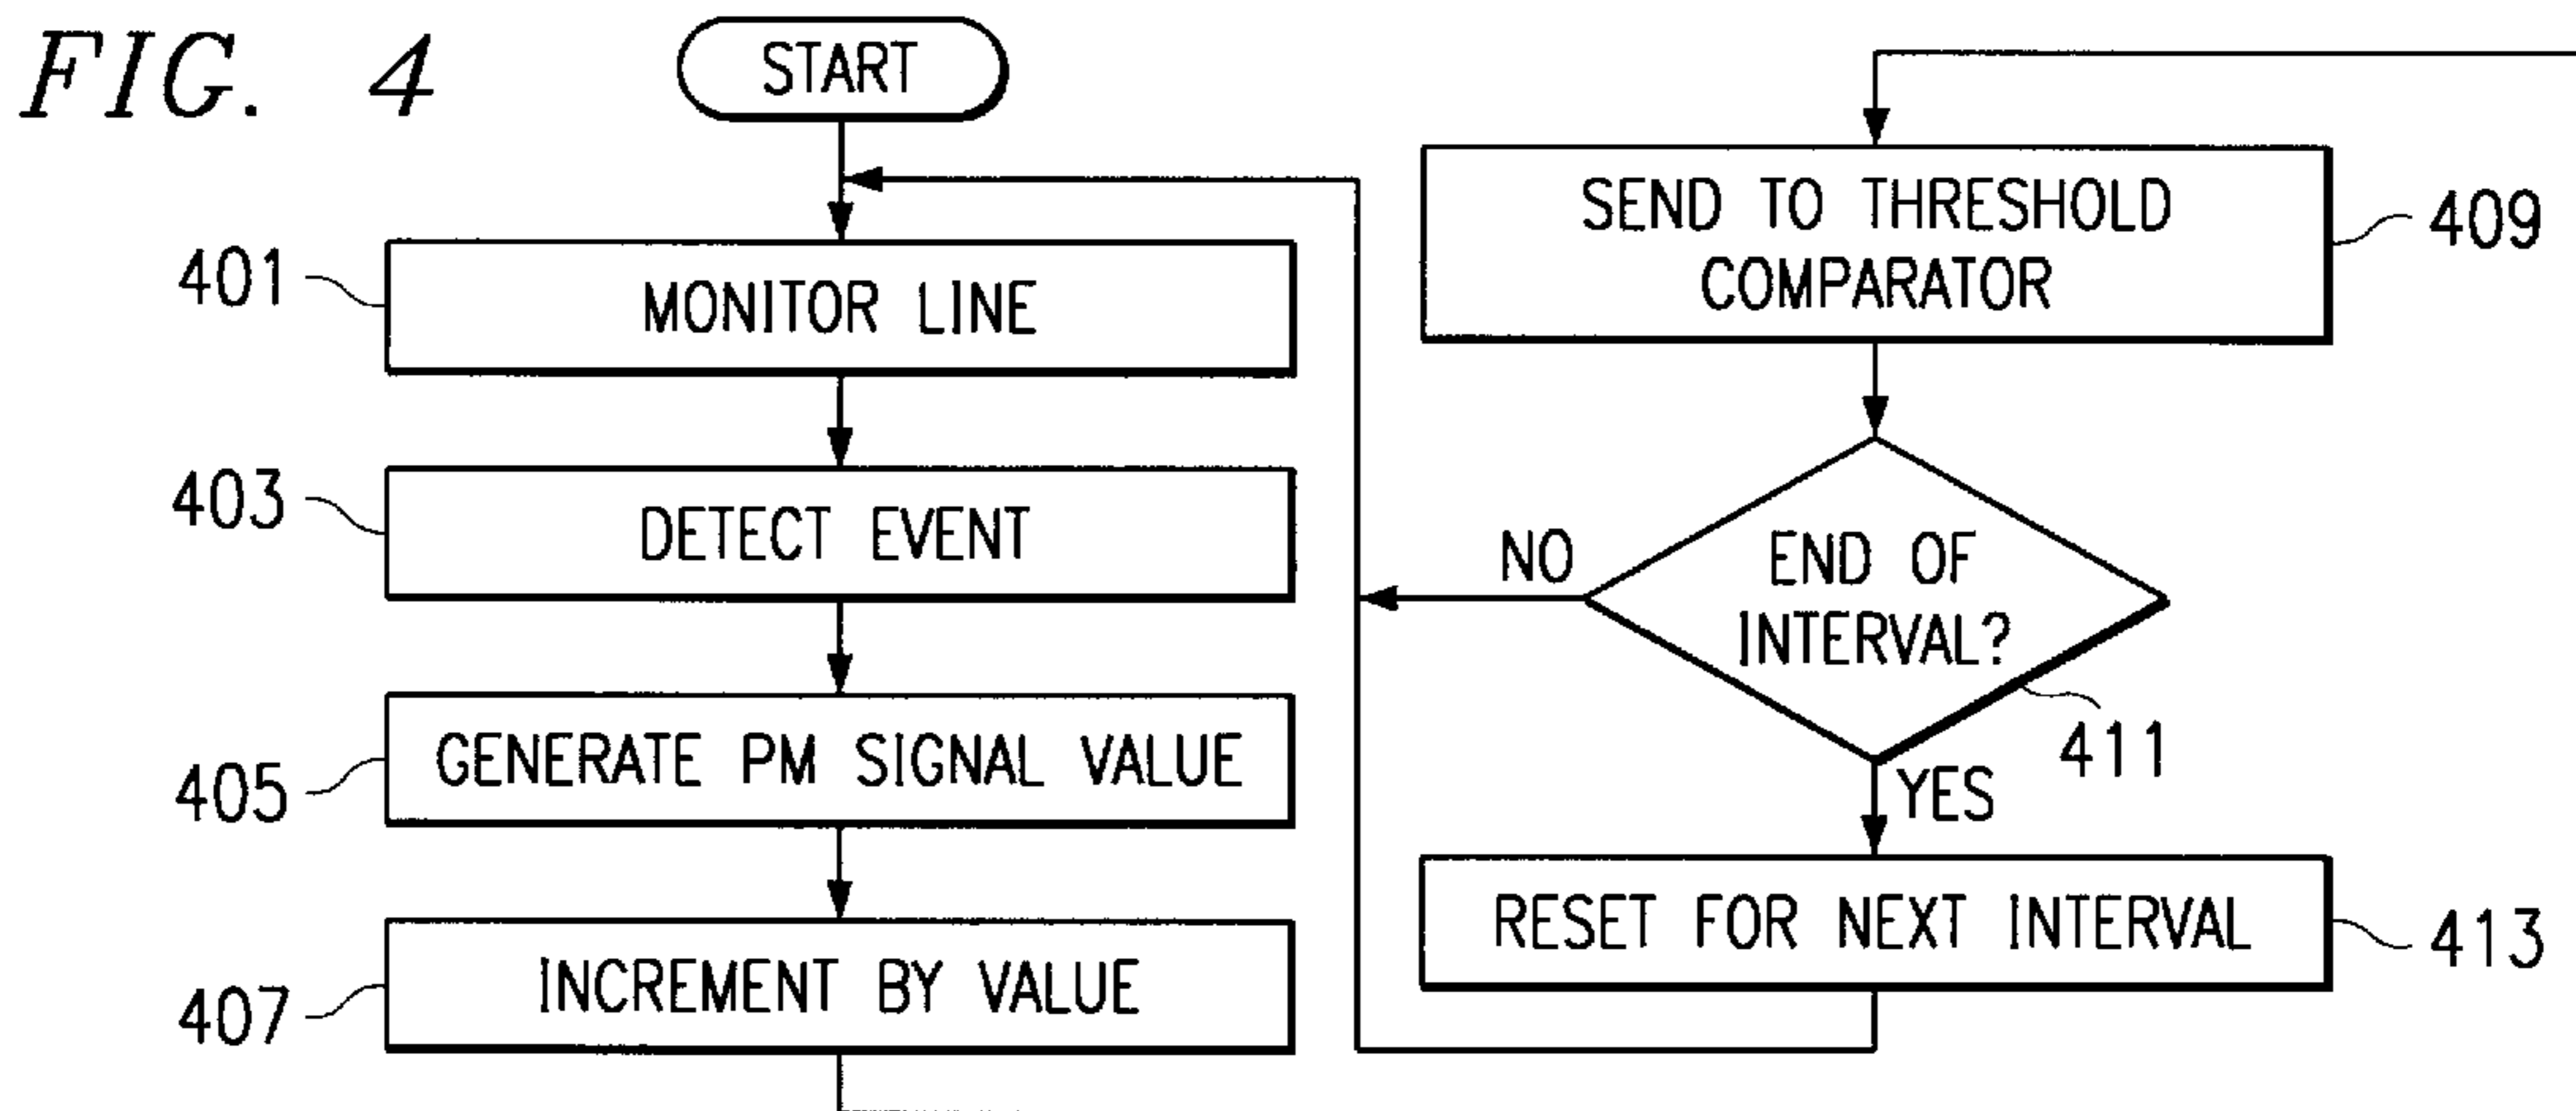 FIG. 4
START
401
MONITOR LINE
403
DETECT EVENT
405
GENERATE PM SIGNAL VALUE
407
INCREMENT BY VALUE
SEND TO THRESHOLD
COMPARATOR
409
NO
END OF
INTERVAL?
411
YES
RESET FOR NEXT INTERVAL
413